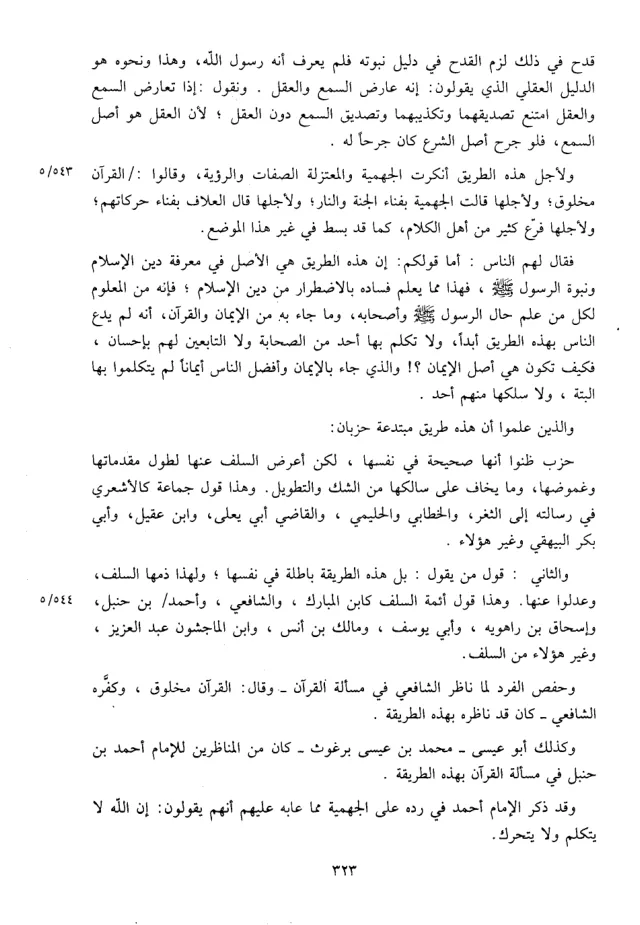 قدح في ذلك لزم القدح في دليل نبوته فلم يعرف أنه رسول الله، وهذا ونحوه هو
الدليل العقلي الذي يقولون: إنه عارض السمع والعقل . ونقول :إذا تعارض السمع
والعقل امتنع تصديقهما وتكذيبهما وتصديق السمع دون العقل ؛ لأن العقل هو أصل
السمع، فلو جرح أصل الشرع كان جرحاً له .
ولأجل هذه الطريق أنكرت الجهمية والمعتزلة الصفات والرؤية، وقالوا :/القرآن ٥/٥٤٣
مخلوق؛ ولأجلها قالت الجهمية بفناء الجنة والنار؛ ولأجلها قال العلاف بفناء حركاتهم؛
ولأجلها فرّع كثير من أهل الكلام، كما قد بسط في غير هذا الموضع.
فقال لهم الناس : أما قولكم: إن هذه الطريق هي الأصل في معرفة دين الإسلام
ونبوة الرسول ﷺ ، فهذا مما يعلم فساده بالاضطرار من دين الإسلام ؛ فإنه من المعلوم
لكل من علم حال الرسول ﷺ وأصحابه، وما جاء به من الإيمان والقرآن، أنه لم يدع
الناس بهذه الطريق أبداً، ولا تكلم بها أحد من الصحابة ولا التابعين لهم بإحسان ،
فكيف تكون هي أصل الإيمان ؟! والذي جاء بالإيمان وأفضل الناس أيماناً لم يتكلموا بها
البتة ، ولا سلكها منهم أحد .
والذين علموا أن هذه طريق مبتدعة حزبان:
حزب ظنوا أنها صحيحة في نفسها ، لكن أعرض السلف عنها لطول مقدماتها
وغموضها، وما يخاف على سالكها من الشك والتطويل. وهذا قول جماعة كالأشعري
في رسالته إلى الثغر، والخطابي والحليمي ، والقاضي أبي يعلى، وابن عقيل، وأبي
بكر البيهقي وغير هؤلاء .
والثاني : قول من يقول : بل هذه الطريقة باطلة في نفسها ؛ ولهذا ذمها السلف،
وعدلوا عنها. وهذا قول أئمة السلف كابن المبارك ، والشافعي ، وأحمد/ بن حنبل، ٥/٥٤٤
وإسحاق بن راهويه ، وأبي يوسف ، ومالك بن أنس ، وابن الماجشون عبد العزيز ،
وغير هؤلاء من السلف.
وحفص الفرد لما ناظر الشافعي في مسألة القرآن ـ وقال: القرآن مخلوق ، وكفَّره
الشافعي ـ كان قد ناظره بهذه الطريقة .
وكذلك أبو عيسى ـ محمد بن عيسى برغوث ـ كان من المناظرين للإمام أحمد بن
حنبل في مسألة القرآن بهذه الطريقة .
وقد ذكر الإمام أحمد في رده على الجهمية مما عابه عليهم أنهم يقولون: إن الله لا
يتكلم ولا يتحرك.
٣٢٣